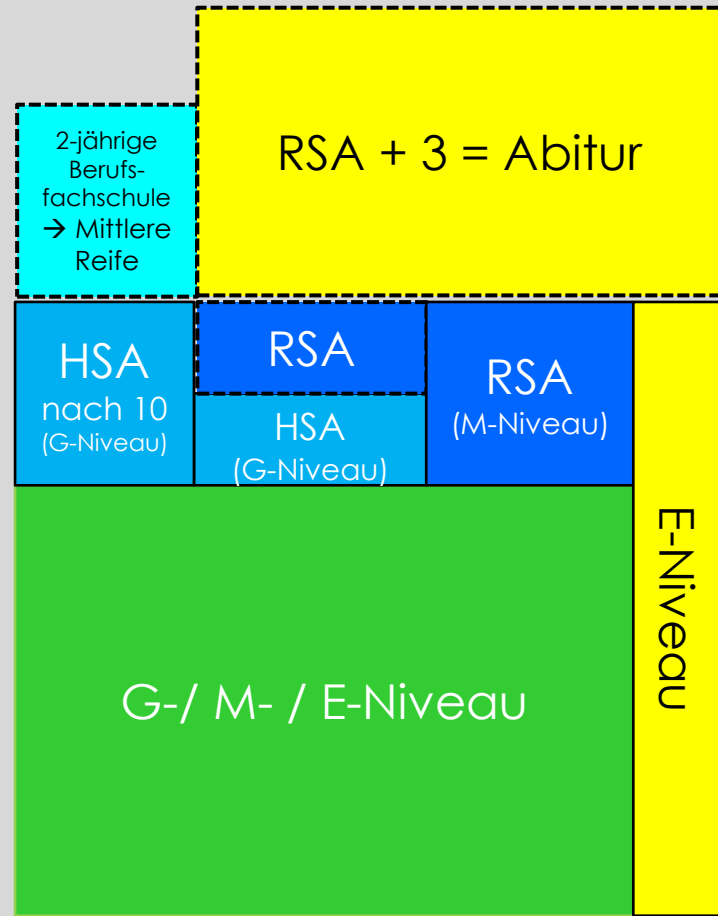 RSA + 3 = Abitur
2-jährige
Berufs-
fachschule
→ Mittlere
Reife
HSA
nach 10
(G-Niveau)
RSA
HSA
(G-Niveau)
RSA
(M-Niveau)
E-Niveau
G-/ M- / E-Niveau